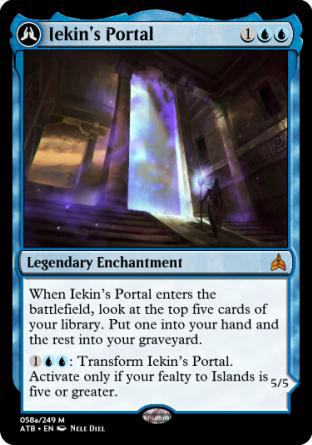 Iekin's Portal 1
Legendary Enchantment
When Iekin's Portal enters the
battlefield, look at the top five cards of
your library. Put one into your hand and
the rest into your graveyard.
1: Transform Iekin's Portal.
Activate only if your fealty to Islands is
five or greater.
5/5
058a/249 M
ATB • EN Nele Diel